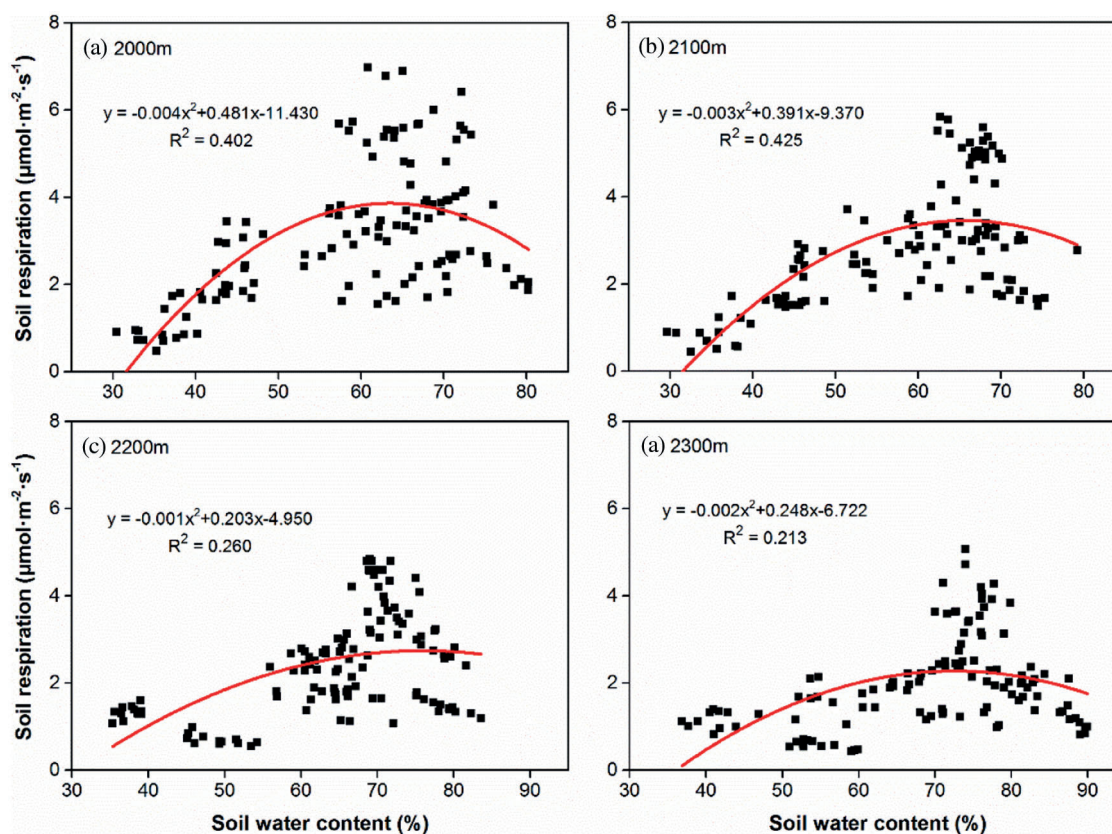 8
6
4
2
0
Soil respiration (μmol·m⁻²·s⁻¹)
(a) 2000m
y = -0.004x²+0.481x-11.430
R² = 0.402
30 40 50 60 70 80
8
6
4
2
0
(b) 2100m
y = -0.003x²+0.391x-9.370
R² = 0.425
30 40 50 60 70 80
8
6
4
2
0
Soil respiration (μmol·m⁻²·s⁻¹)
(c) 2200m
y = -0.001x²+0.203x-4.950
R² = 0.260
30 40 50 60 70 80 90
Soil water content (%)
8
6
4
2
0
(a) 2300m
y = -0.002x²+0.248x-6.722
R² = 0.213
30 40 50 60 70 80 90
Soil water content (%)